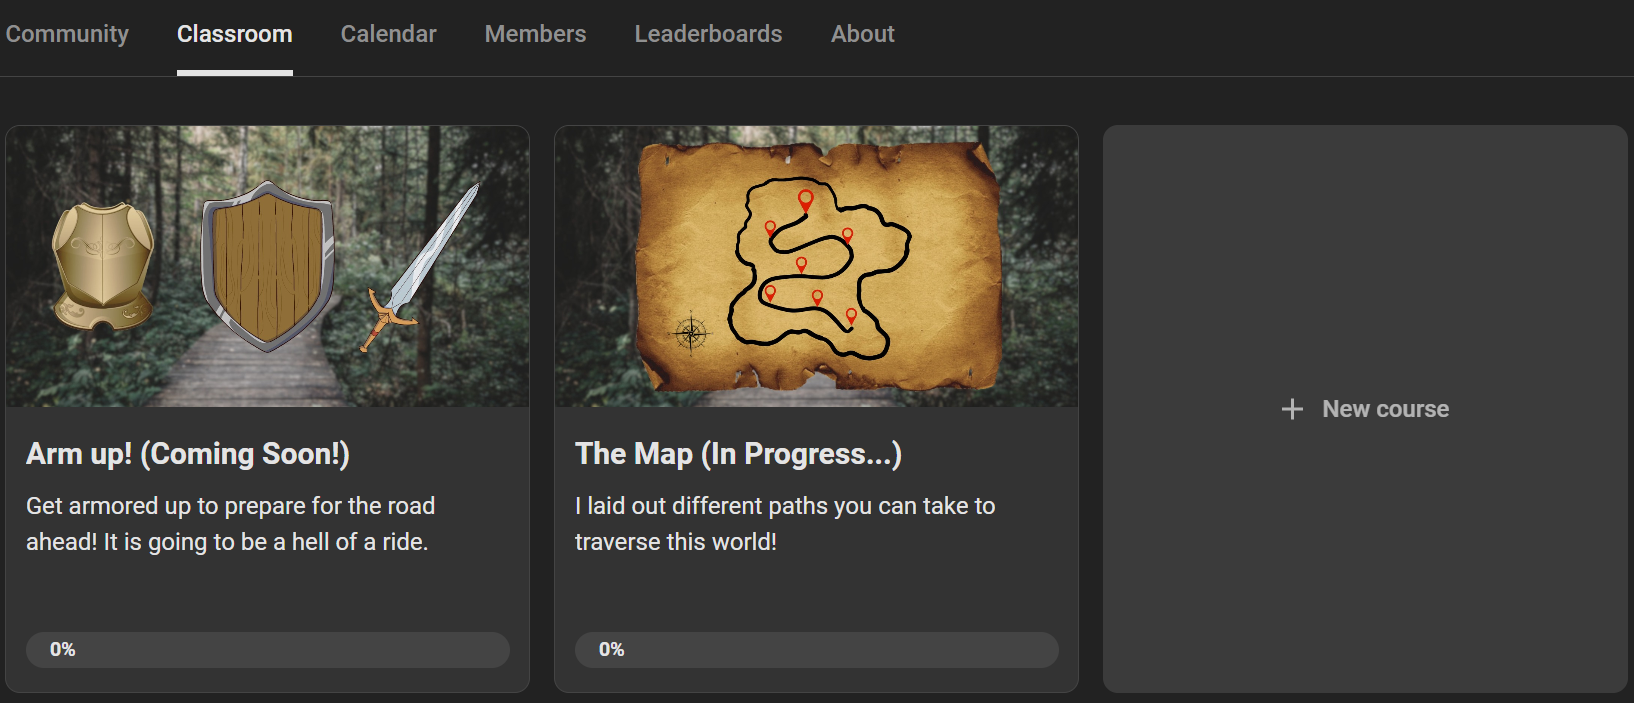 Community Classroom Calendar Members Leaderboards About
Arm up! (Coming Soon!)
Get armored up to prepare for the road
ahead! It is going to be a hell of a ride.
0%
The Map (In Progress...)
I laid out different paths you can take to
traverse this world!
0%
+ New course